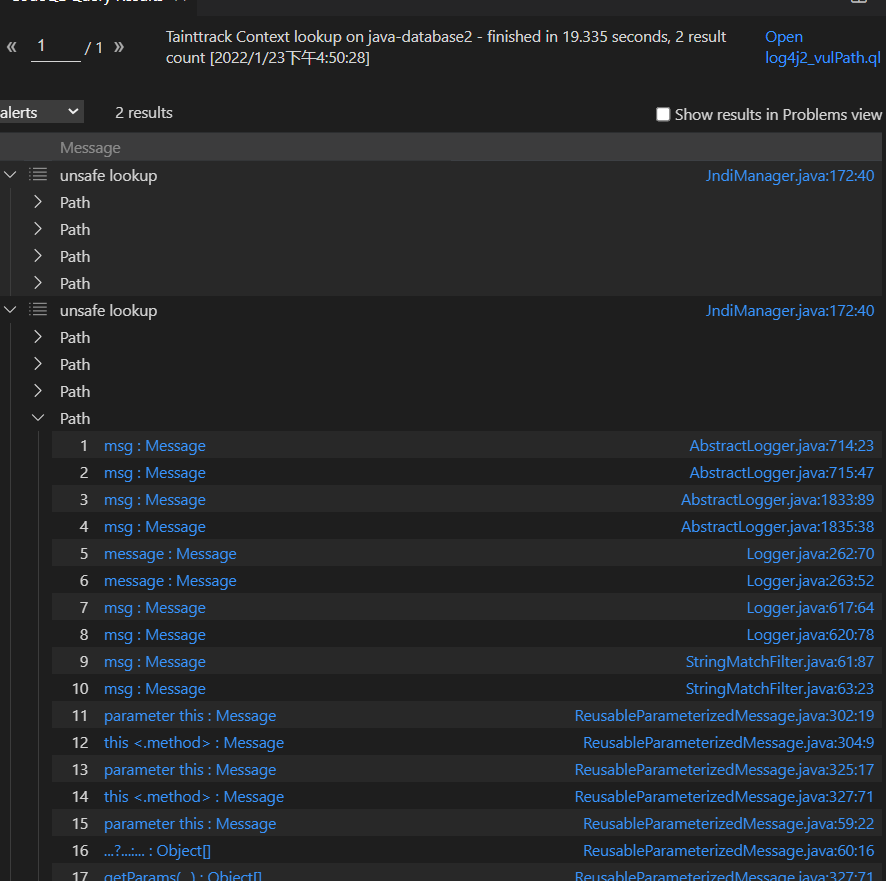 1 / 1
Tainttrack Context lookup on java-database2 - finished in 19.335 seconds, 2 result
count [2022/1/23下午4:50:28]
Open
log4j2_vulPath.ql
alerts
2 results
Show results in Problems view
Message
unsafe lookup JndiManager.java:172:40
Path
Path
Path
Path
unsafe lookup JndiManager.java:172:40
Path
Path
Path
Path
1 msg : Message AbstractLogger.java:714:23
2 msg : Message AbstractLogger.java:715:47
3 msg : Message AbstractLogger.java:1833:89
4 msg : Message AbstractLogger.java:1835:38
5 message : Message Logger.java:262:70
6 message : Message Logger.java:263:52
7 msg : Message Logger.java:617:64
8 msg : Message Logger.java:620:78
9 msg : Message StringMatchFilter.java:61:87
10 msg : Message StringMatchFilter.java:63:23
11 parameter this : Message ReusableParameterizedMessage.java:302:19
12 this <.method> : Message ReusableParameterizedMessage.java:304:9
13 parameter this : Message ReusableParameterizedMessage.java:325:17
14 this <.method> : Message ReusableParameterizedMessage.java:327:71
15 parameter this : Message ReusableParameterizedMessage.java:59:22
16 ...?...:... : Object[] ReusableParameterizedMessage.java:60:16
17 getParams(...) : Object[] ReusableParameterizedMessage.java:327:71